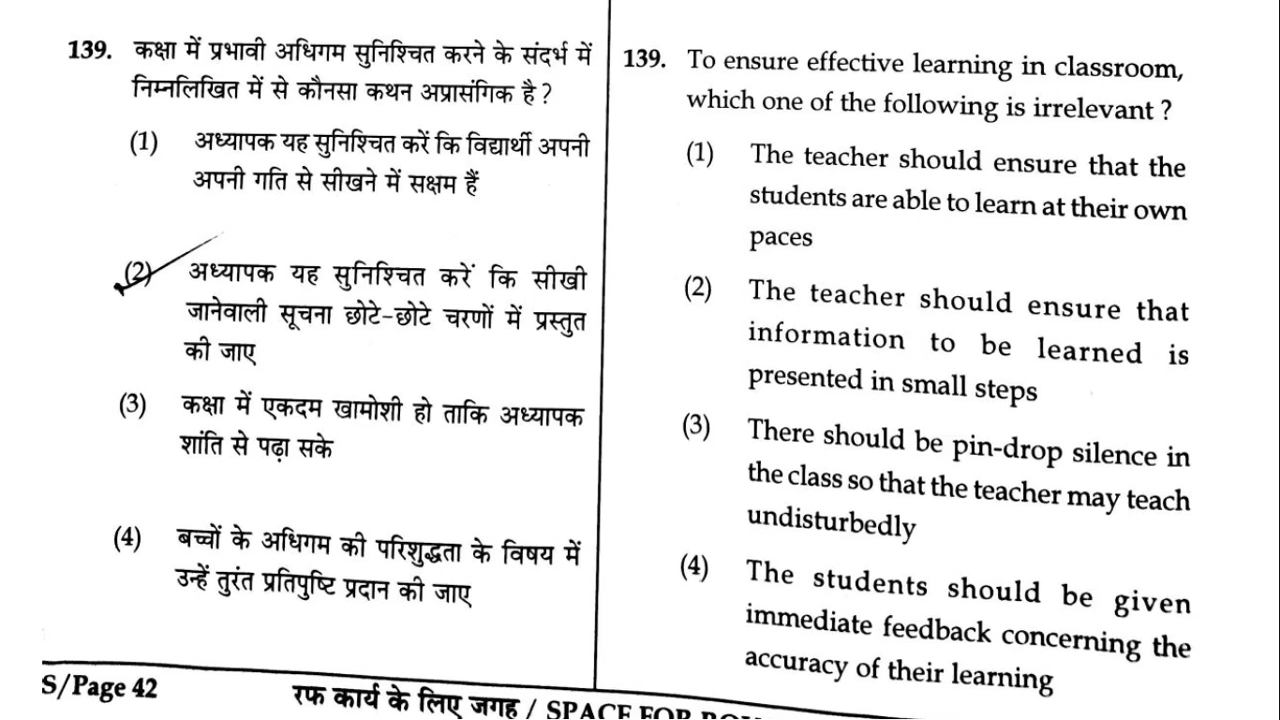 139. कक्षा में प्रभावी अधिगम सुनिश्चित करने के संदर्भ में
निम्नलिखित में से कौनसा कथन अप्रासंगिक है ?
(1) अध्यापक यह सुनिश्चित करें कि विद्यार्थी अपनी
अपनी गति से सीखने में सक्षम हैं
(2) अध्यापक यह सुनिश्चित करें कि सीखी
जानेवाली सूचना छोटे-छोटे चरणों में प्रस्तुत
की जाए
(3) कक्षा में एकदम खामोशी हो ताकि अध्यापक
शांति से पढ़ा सके
(4) बच्चों के अधिगम की परिशुद्धता के विषय में
उन्हें तुरंत प्रतिपुष्टि प्रदान की जाए
139. To ensure effective learning in classroom,
which one of the following is irrelevant ?
(1) The teacher should ensure that the
students are able to learn at their own
paces
(2) The teacher should ensure that
information to be learned is
presented in small steps
(3) There should be pin-drop silence in
the class so that the teacher may teach
undisturbedly
(4) The students should be given
immediate feedback concerning the
accuracy of their learning
S/Page 42 रफ कार्य के लिए जगह / SPACE FOR